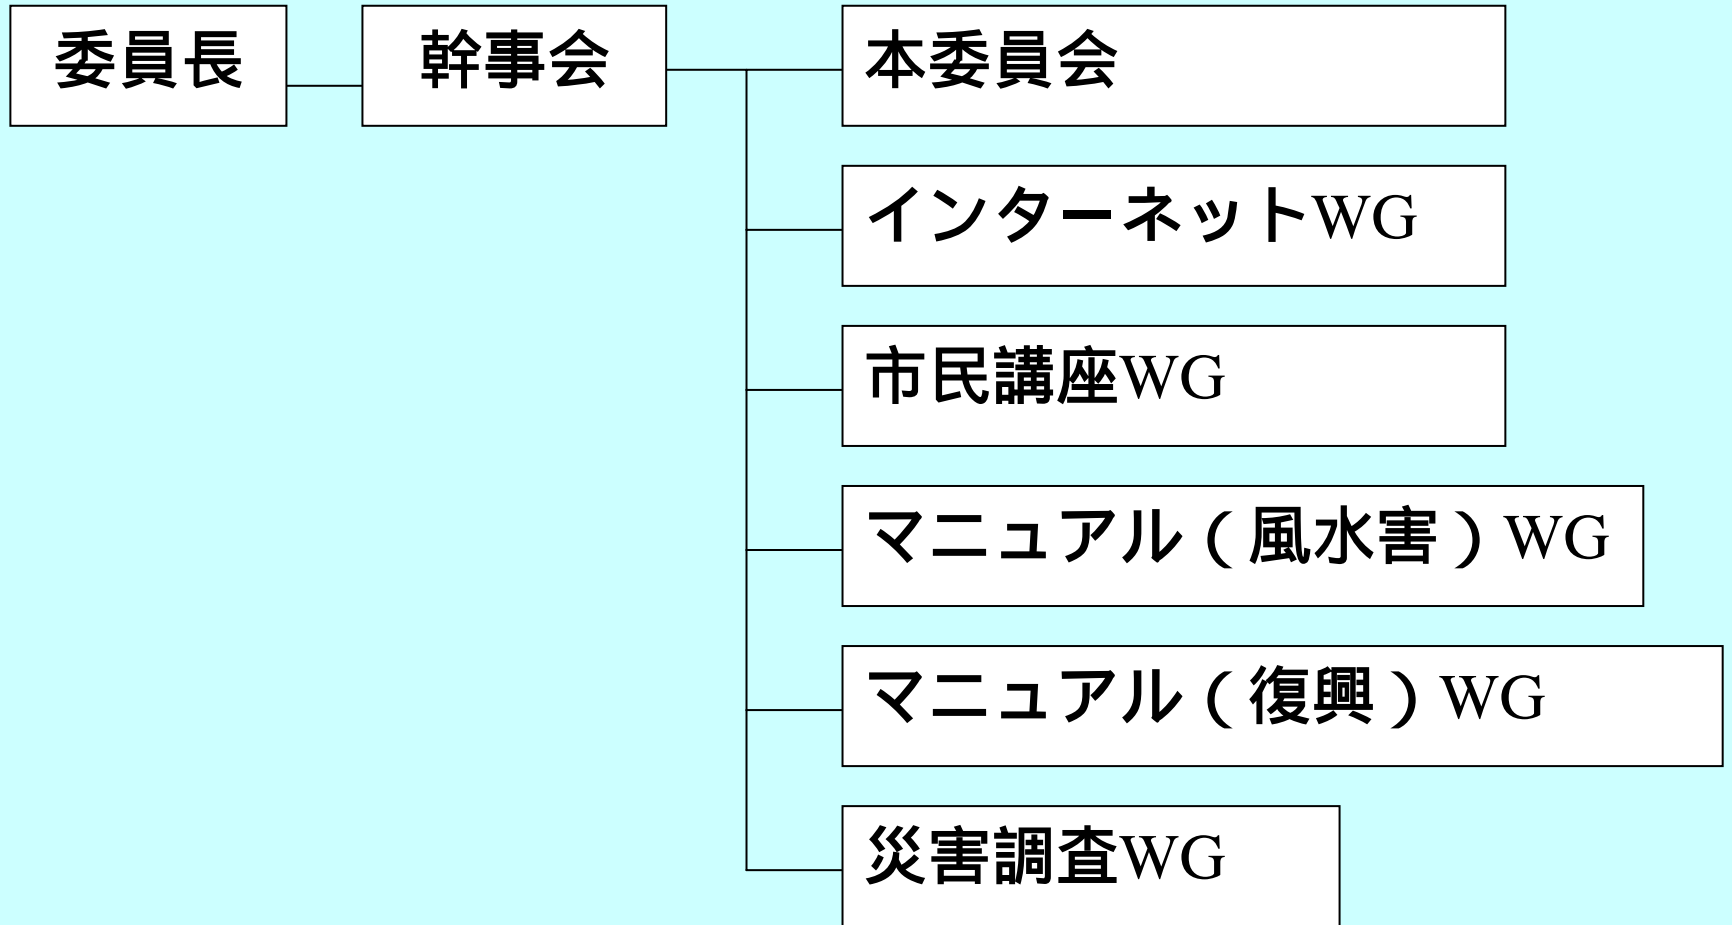 委員長
幹事会
本委員会
インターネットWG
市民講座WG
マニュアル（風水害）WG
マニュアル（復興）WG
災害調査WG